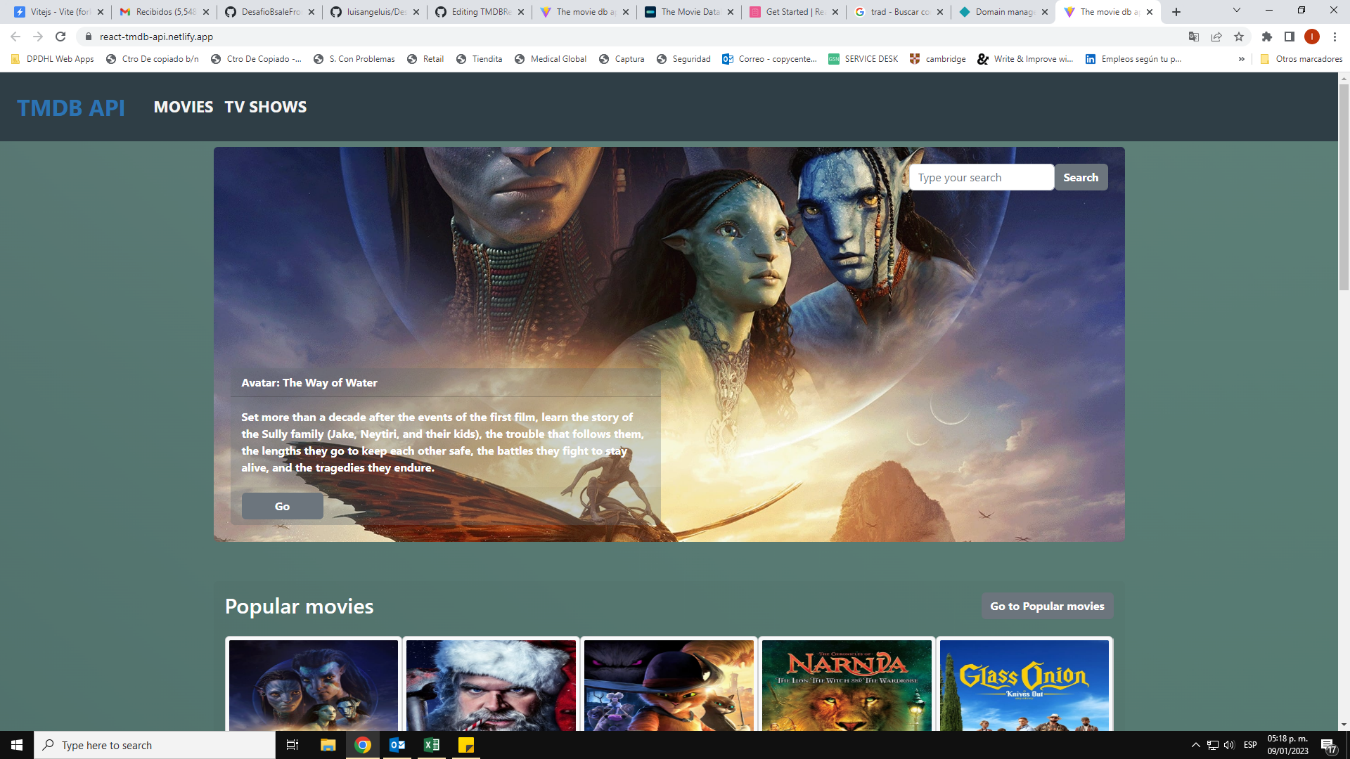 Vitejs - Vite (for
Recibidos (5,548
DesafioBsaleFro
luisangeluis/Des
Editing TMDBRe
The movie db ap
The Movie Data
Get Started | Re
trad - Buscar co
Domain manag
The movie db ap
react-tmdb-api.netlify.app
DPDHL Web Apps
Ctro De copiado b/n
Ctro De Copiado -...
S. Con Problemas
Retail
Tiendita
Medical Global
Captura
Seguridad
Correo - copycente...
SERVICE DESK
cambridge
Write & Improve wi...
Empleos según tu p...
»
Otros marcadores
TMDB API
MOVIES
TV SHOWS
Type your search
Search
Avatar: The Way of Water
Set more than a decade after the events of the first film, learn the story of
the Sully family (Jake, Neytiri, and their kids), the trouble that follows them,
the lengths they go to keep each other safe, the battles they fight to stay
alive, and the tragedies they endure.
Go
Popular movies
Go to Popular movies
THE CHRONICLES OF
NARNIA
THE LION, THE WITCH AND THE WARDROBE
Glass Onion
Knives Out
Type here to search
ESP
05:18 p. m.
09/01/2023
17